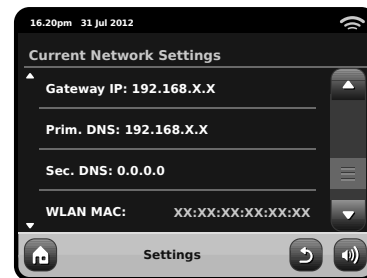 16.20pm 31 Jul 2012
Current Network Settings
Gateway IP: 192.168.X.X
Prim. DNS: 192.168.X.X
Sec. DNS: 0.0.0.0
WLAN MAC: XX:XX:XX:XX:XX:XX
Settings